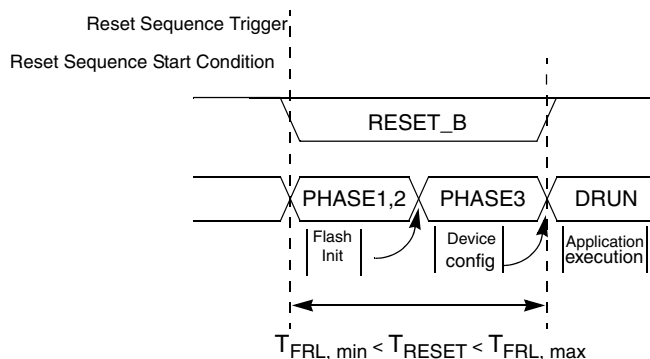 Reset Sequence Trigger
Reset Sequence Start Condition
RESET_B
PHASE1,2 PHASE3 DRUN
Flash Init
Device config
Application execution
TFRL, min < TRESET < TFRL, max